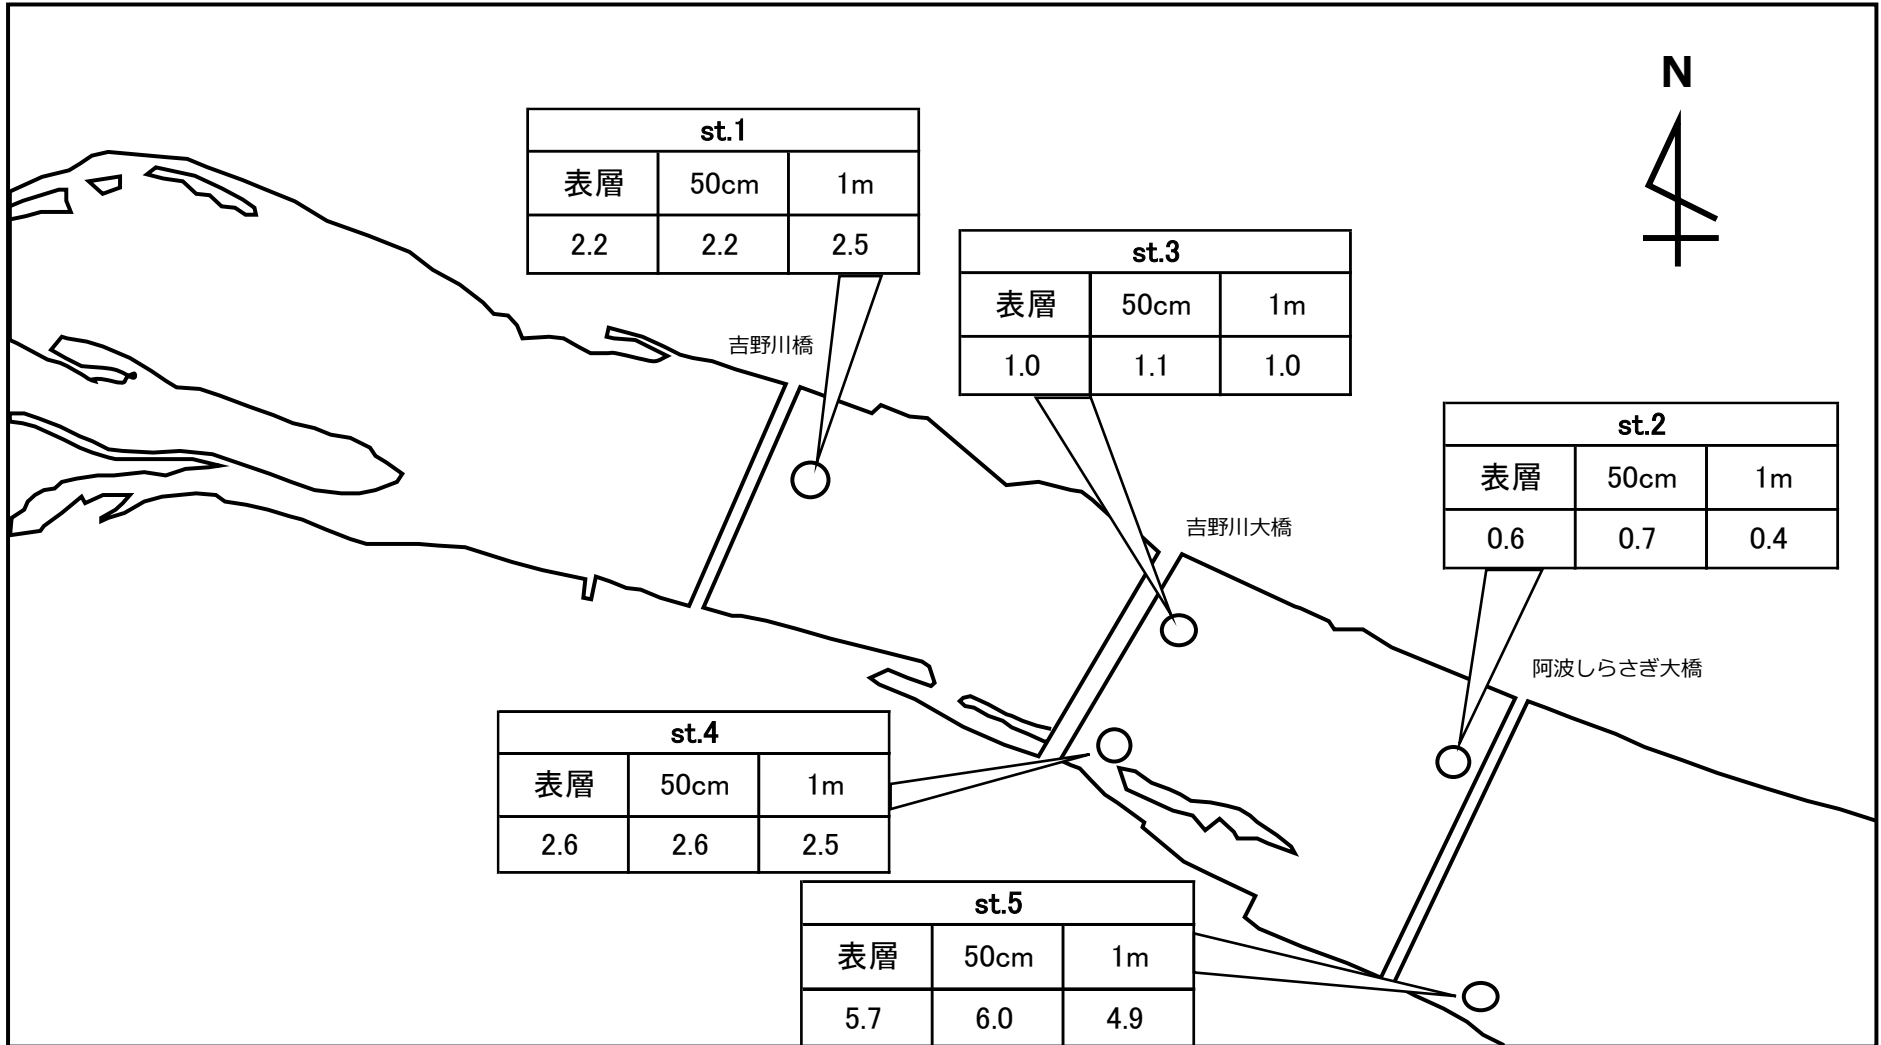 N
st.1
表層 50cm 1m
2.2 2.2 2.5
吉野川橋
st.3
表層 50cm 1m
1.0 1.1 1.0
st.2
表層 50cm 1m
0.6 0.7 0.4
吉野川大橋
阿波しらさぎ大橋
st.4
表層 50cm 1m
2.6 2.6 2.5
st.5
表層 50cm 1m
5.7 6.0 4.9